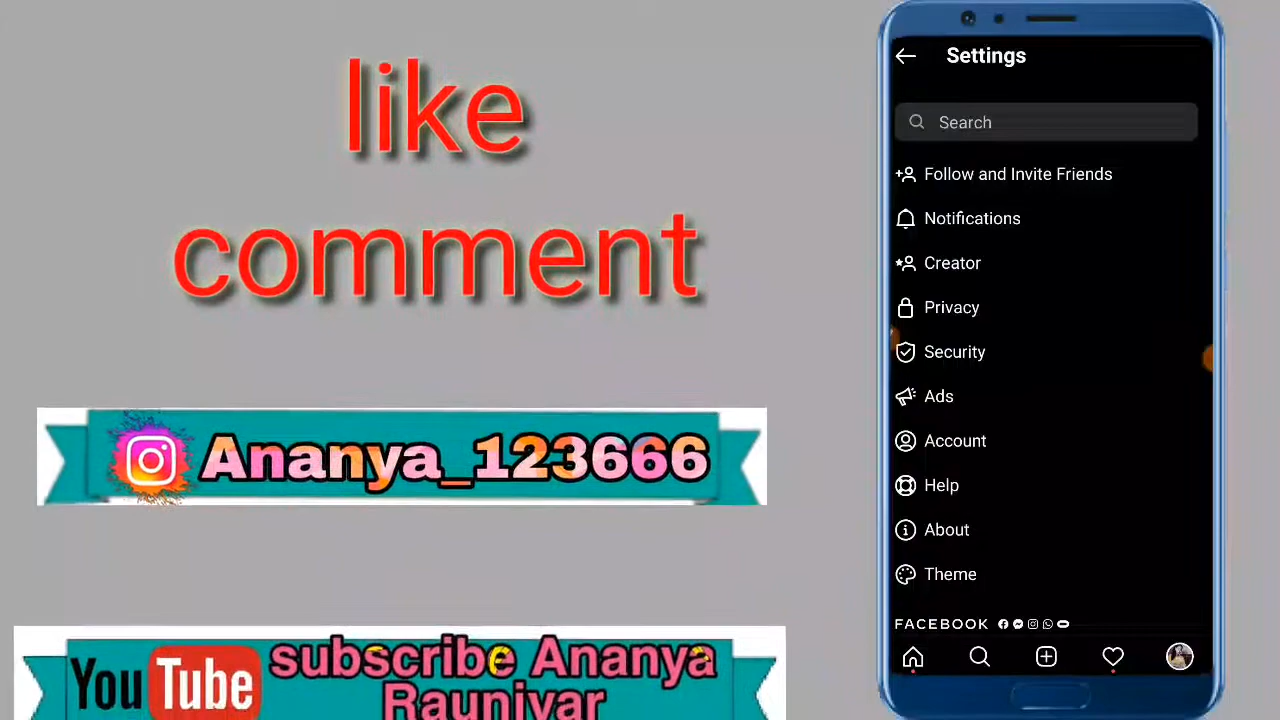 like
comment
Ananya_123666
YouTube subscribe Ananya
Raunivar
Settings
Search
Follow and Invite Friends
Notifications
Creator
Privacy
Security
Ads
Account
Help
About
Theme
FACEBOOK